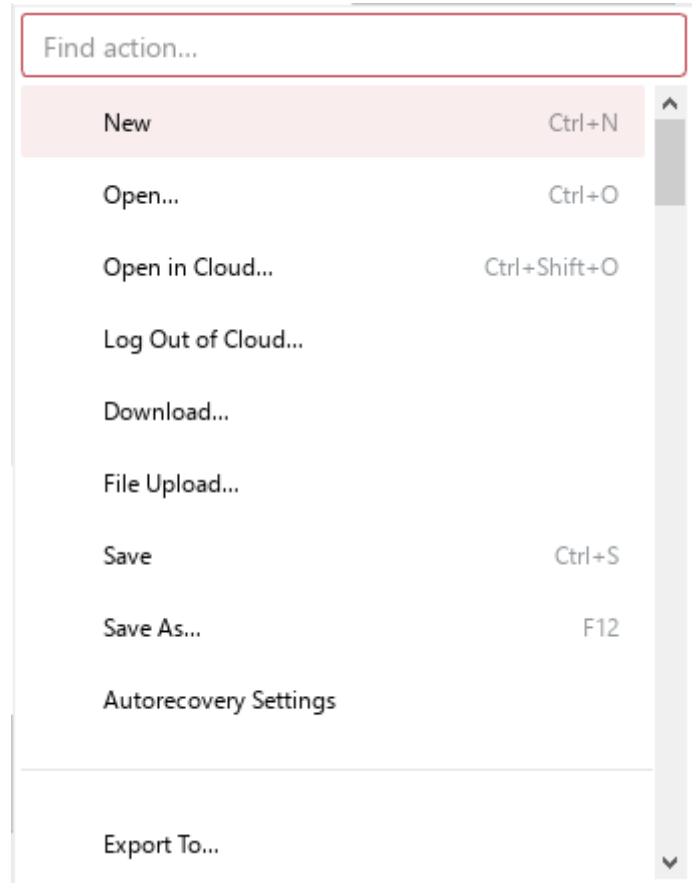 Find action...
New Ctrl+N
Open... Ctrl+O
Open in Cloud... Ctrl+Shift+O
Log Out of Cloud...
Download...
File Upload...
Save Ctrl+S
Save As... F12
Autorecovery Settings
Export To...